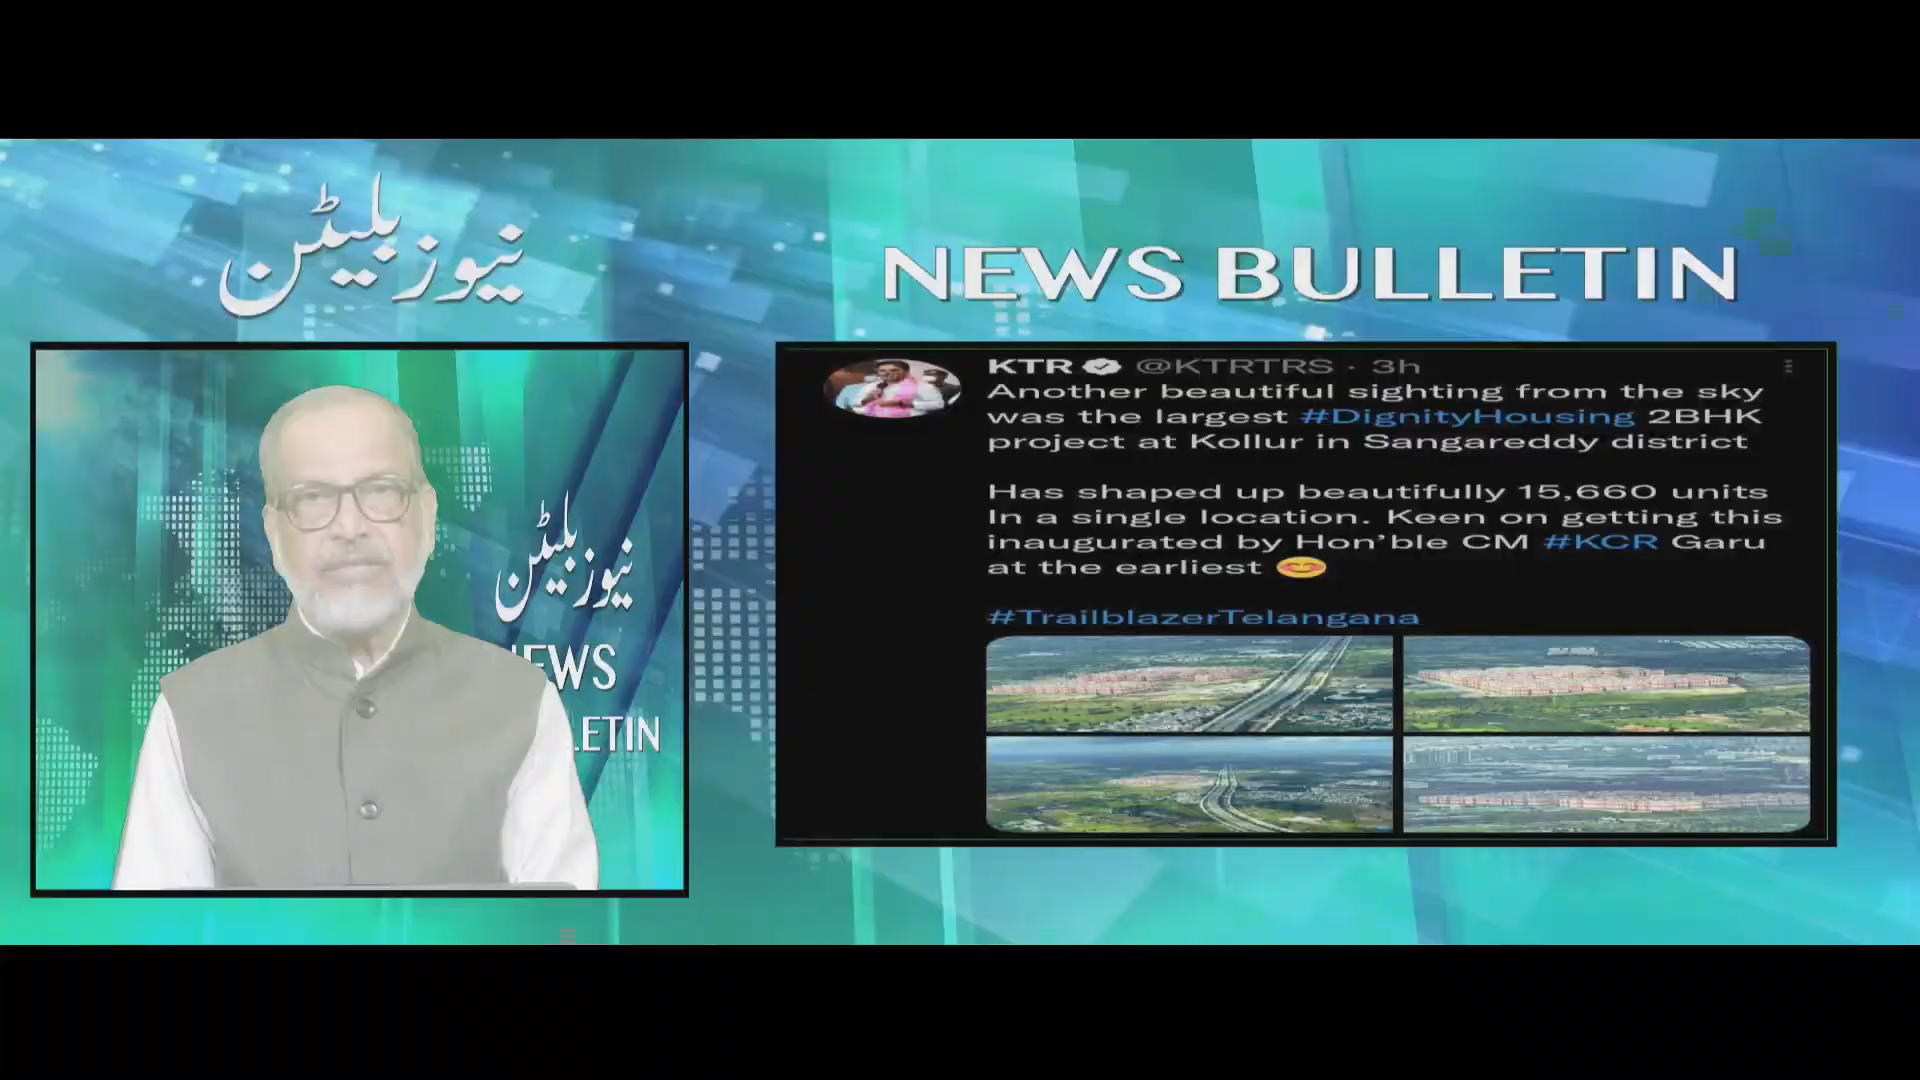 نیوز بلیٹن
NEWS BULLETIN
نیوز بلیٹن
NEWS
LETIN
KTR @KTRTRS · 3h
Another beautiful sighting from the sky
was the largest #DignityHousing 2BHK
project at Kollur in Sangareddy district
Has shaped up beautifully 15,660 units
In a single location. Keen on getting this
inaugurated by Hon’ble CM #KCR Garu
at the earliest 😊
#TrailblazerTelangana